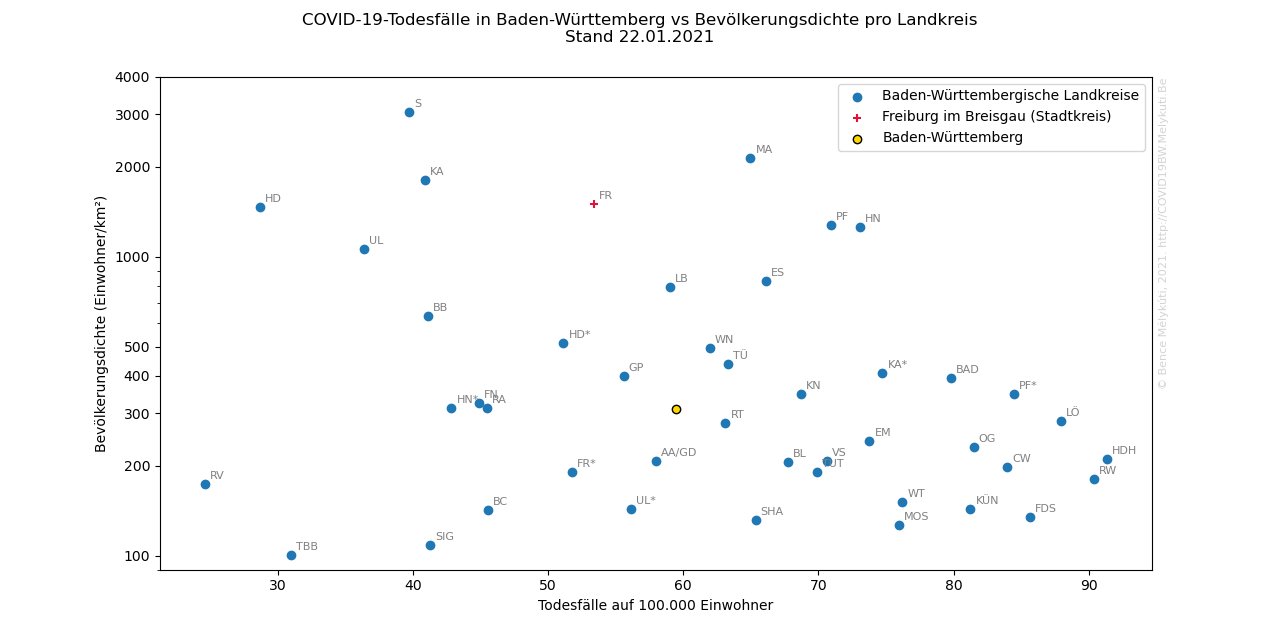 COVID-19-Todesfälle in Baden-Württemberg vs Bevölkerungsdichte pro Landkreis
Stand 22.01.2021
4000
3000
2000
1000
500
400
300
200
100
Bevölkerungsdichte (Einwohner/km²)
Baden-Württembergische Landkreise
Freiburg im Breisgau (Stadtkreis)
Baden-Württemberg
S
MA
KA
HD
FR
PF
HN
UL
ES
LB
BB
HD*
WN
TÜ
GP
KA*
BAD
KN
PF*
HN*
FN
RA
RT
LÖ
EM
OG
AA/GD
BL
VS
TUT
CW
HDH
RW
FR*
RV
BC
UL*
SHA
WT
MOS
KÜN
FDS
SIG
TBB
30
40
50
60
70
80
90
Todesfälle auf 100.000 Einwohner
© Bence Mélykúti, 2021. http://COVID19BW.Melykuti.Be